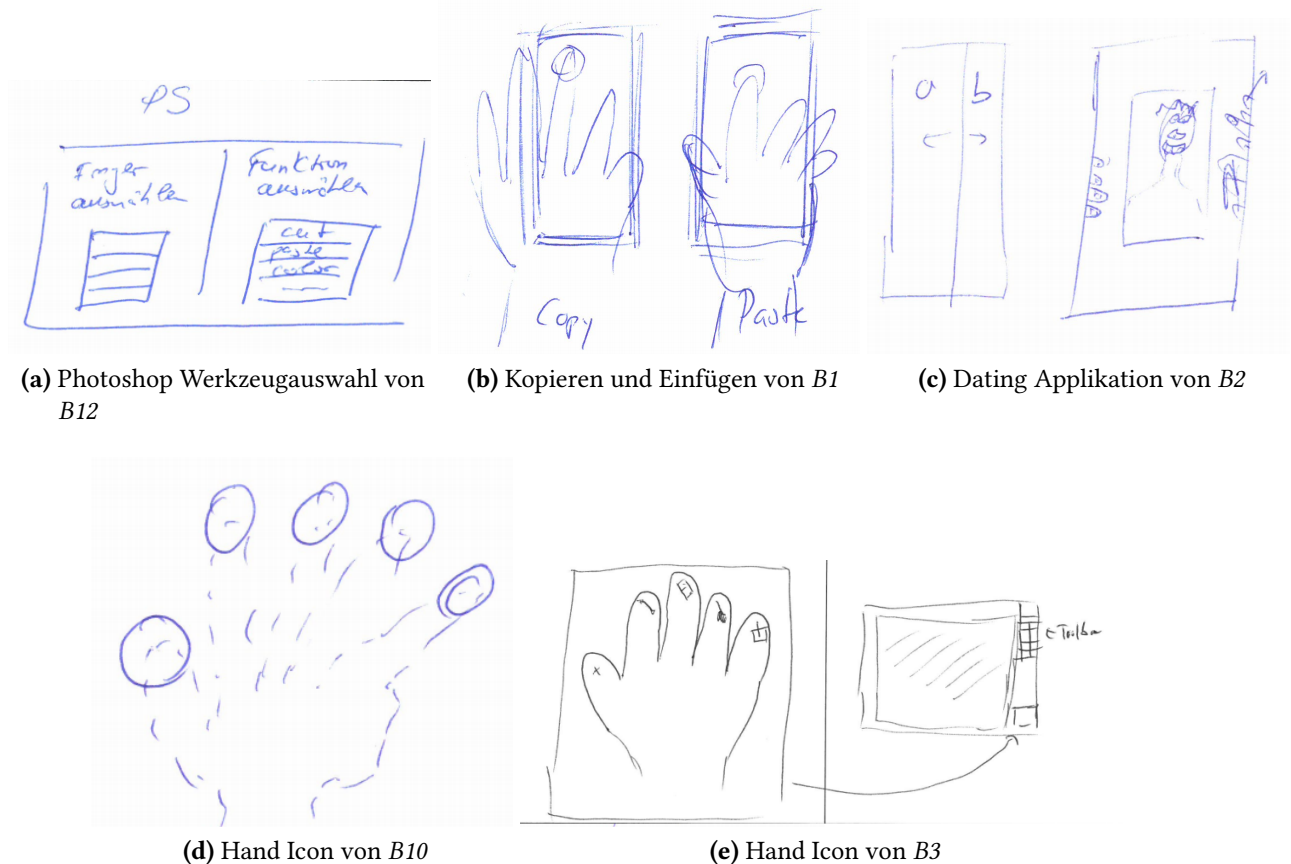 PS
Finger
auswählen
Funktion
auswählen
cut
paste
color
(a) Photoshop Werkzeugauswahl von
B12
Copy
Paste
(b) Kopieren und Einfügen von B1
a
b
(c) Dating Applikation von B2
(d) Hand Icon von B10
x
Toolbar
(e) Hand Icon von B3